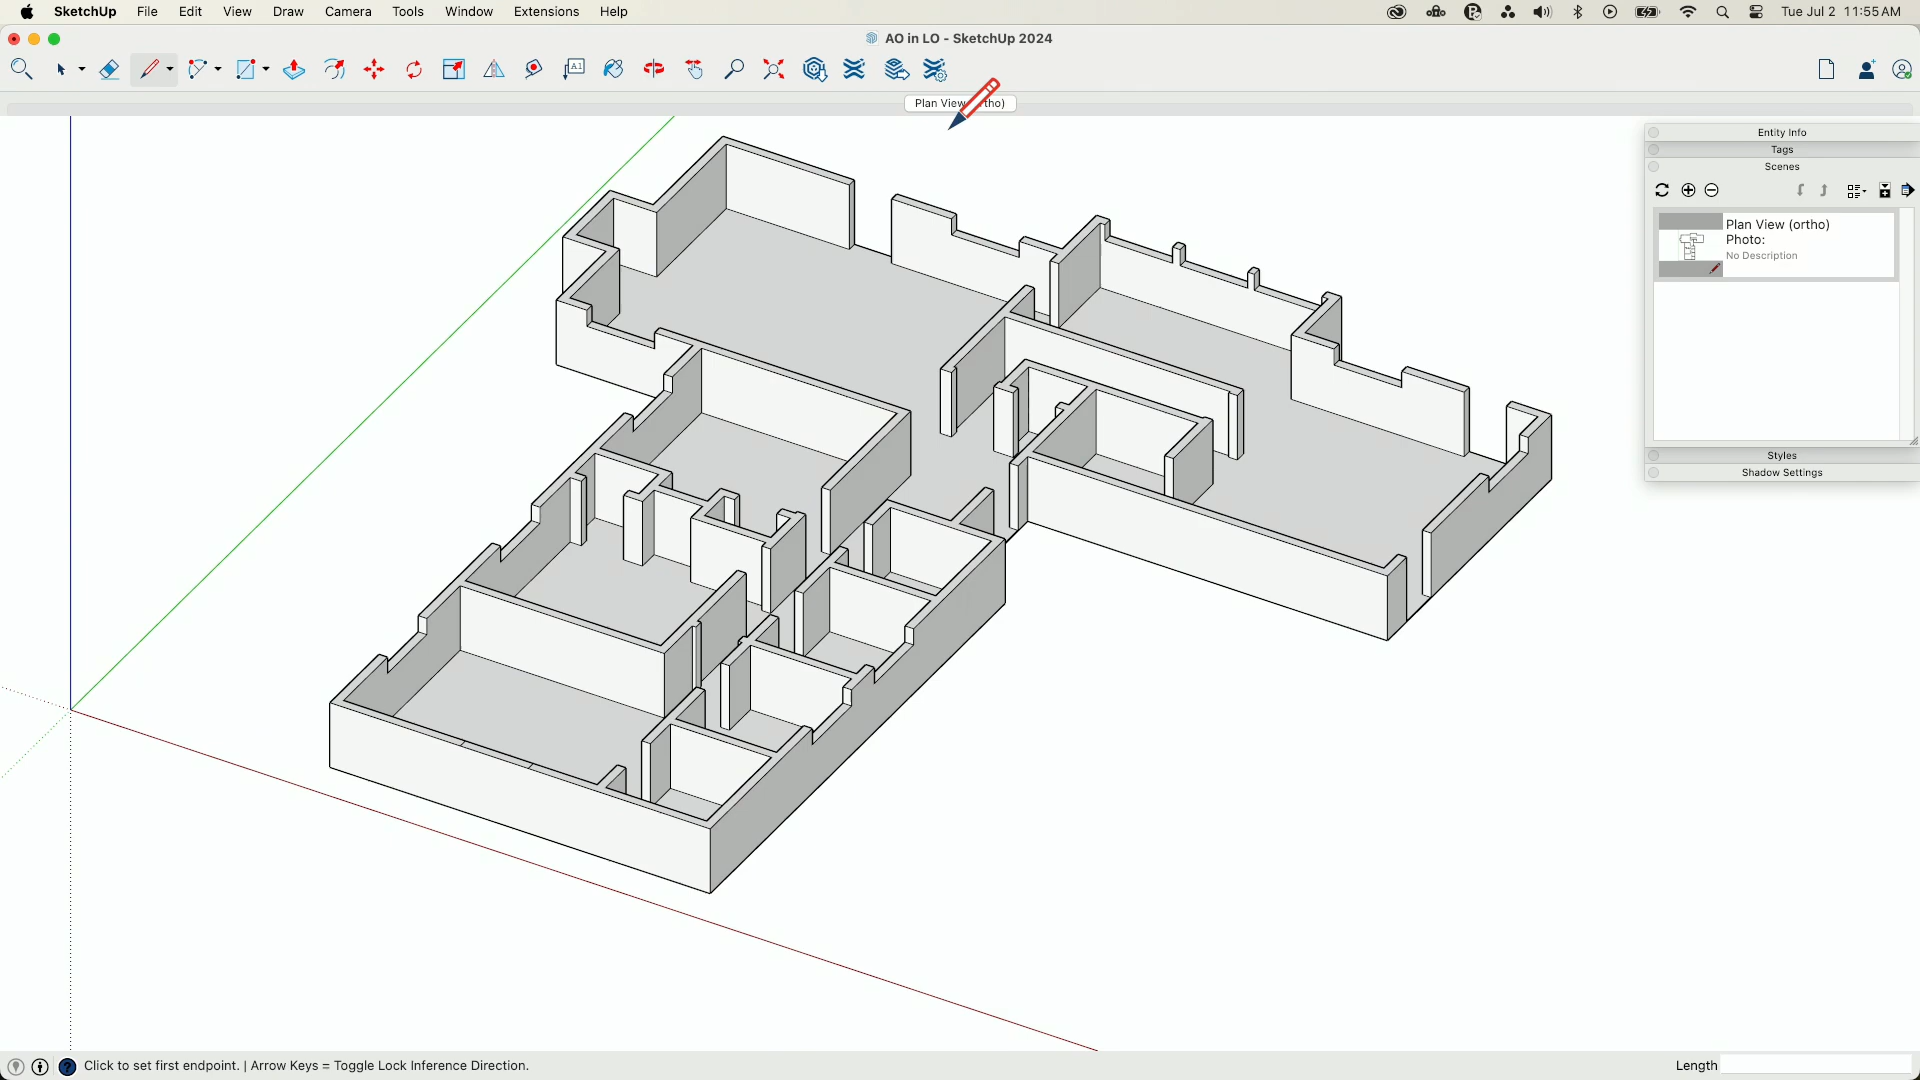 SketchUp File Edit View Draw Camera Tools Window Extensions Help Tue Jul 2 11:55 AM
AO in LO - SketchUp 2024
A1
Plan View
Entity Info
Tags
Scenes
Plan View (ortho)
Photo:
No Description
Styles
Shadow Settings
Click to set first endpoint. | Arrow Keys = Toggle Lock Inference Direction.
Length